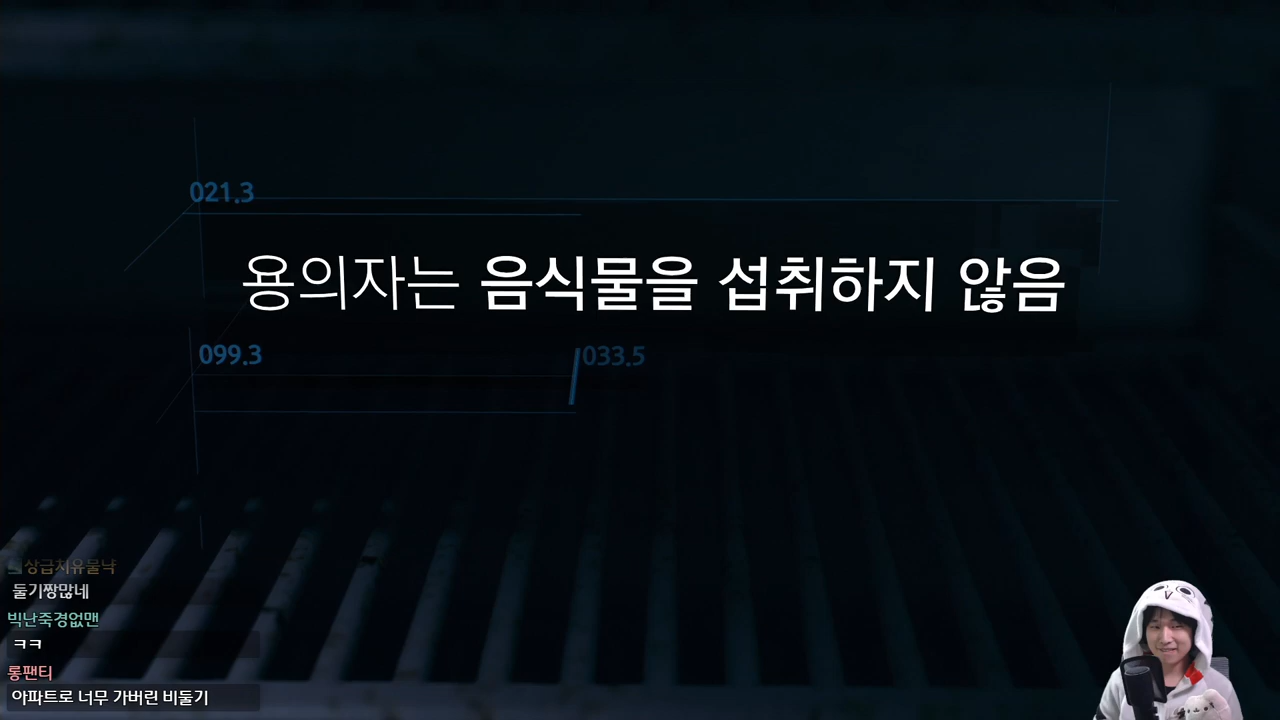 021.3
용의자는 음식물을 섭취하지 않음
099.3
033.5
상급치유물냑
둘기짱많네
빅난죽경없맨
ㅋㅋ
롱팬티
아파트로 너무 가버린 비둘기